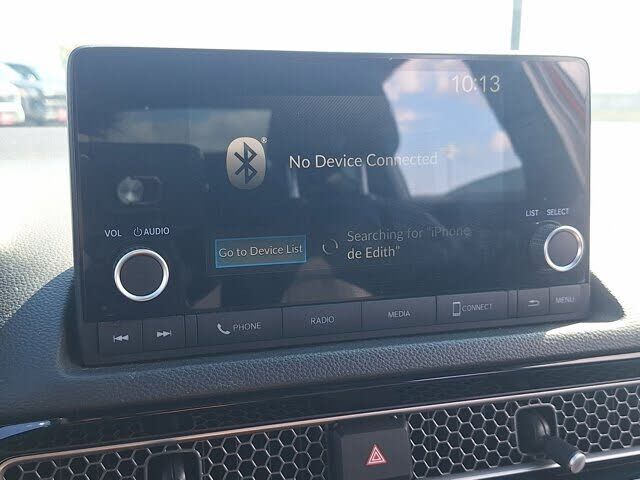 10:13
®
No Device Connected
VOL AUDIO
LIST SELECT
Go to Device List
Searching for "iPhone
de Edith"
PHONE
RADIO
MEDIA
CONNECT
MENU